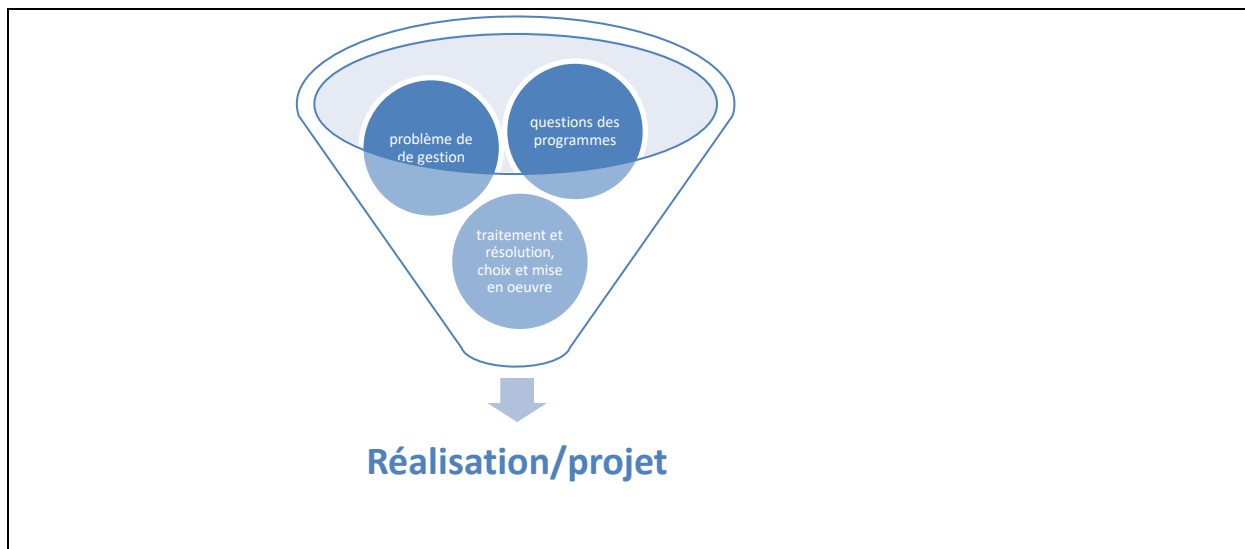 problème de
de gestion
questions des
programmes
traitement et
résolution,
choix et mise
en oeuvre
Réalisation/projet